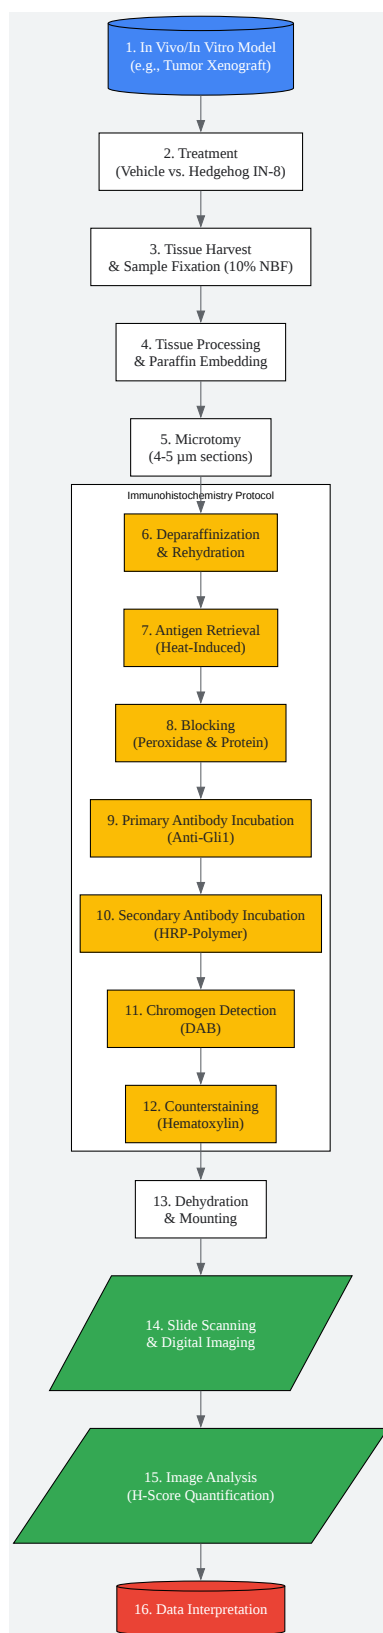 1. In Vivo/In Vitro Model
(e.g., Tumor Xenograft)
2. Treatment
(Vehicle vs. Hedgehog IN-8)
3. Tissue Harvest
& Sample Fixation (10% NBF)
4. Tissue Processing
& Paraffin Embedding
5. Microtomy
(4-5 µm sections)
Immunohistochemistry Protocol
6. Deparaffinization
& Rehydration
7. Antigen Retrieval
(Heat-Induced)
8. Blocking
(Peroxidase & Protein)
9. Primary Antibody Incubation
(Anti-Gli1)
10. Secondary Antibody Incubation
(HRP-Polymer)
11. Chromogen Detection
(DAB)
12. Counterstaining
(Hematoxylin)
13. Dehydration
& Mounting
14. Slide Scanning
& Digital Imaging
15. Image Analysis
(H-Score Quantification)
16. Data Interpretation